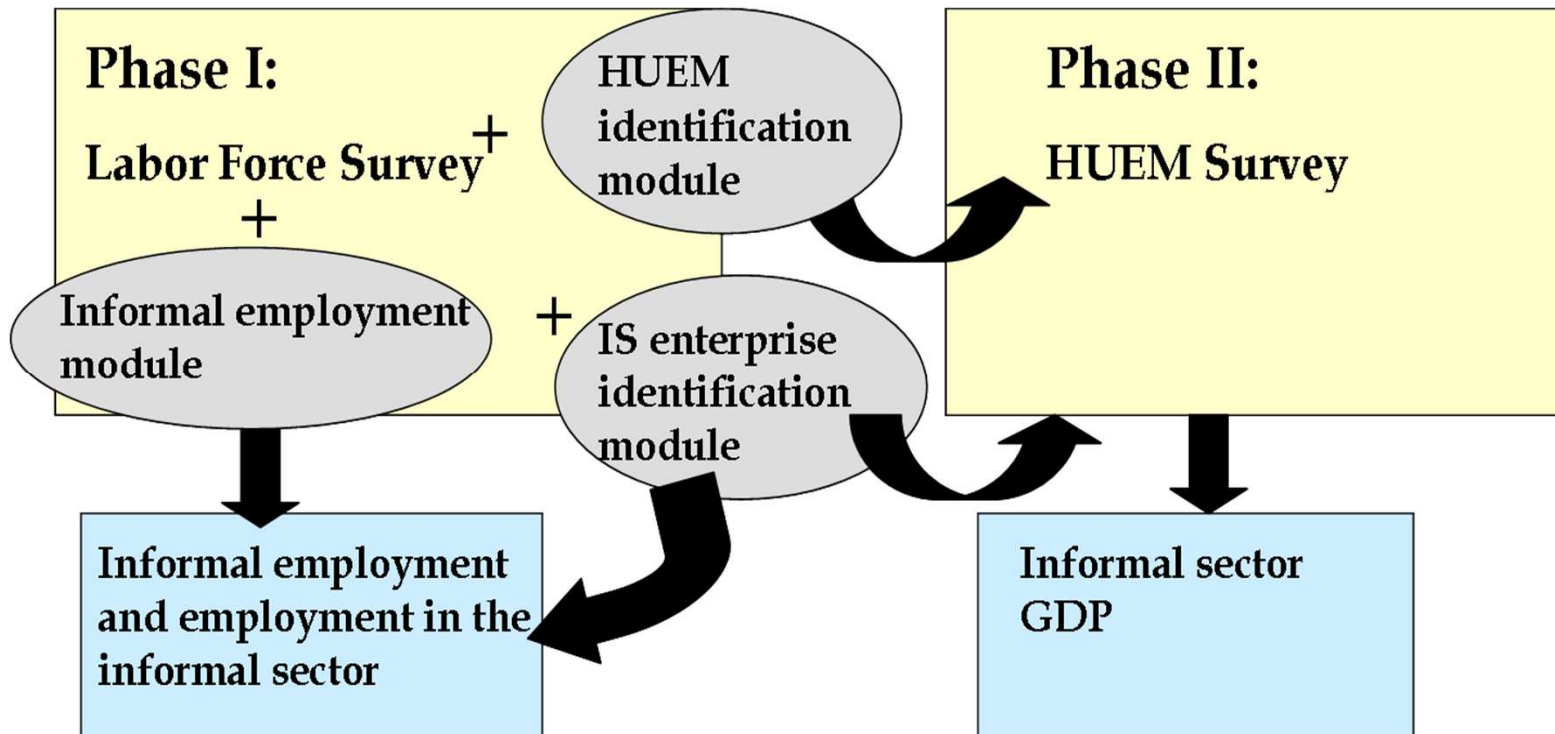 Phase I:
Labor Force Survey
+
+
HUEM
identification
module
Informal employment
module
+
IS enterprise
identification
module
Phase II:
HUEM Survey
Informal employment
and employment in the
informal sector
Informal sector
GDP